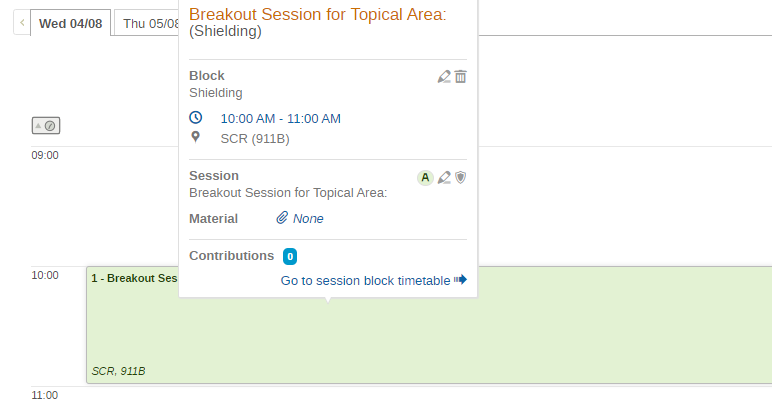 Wed 04/08
Thu 05/08
Breakout Session for Topical Area:
(Shielding)
Block
Shielding
10:00 AM - 11:00 AM
SCR (911B)
Session
A
Breakout Session for Topical Area:
Material
None
Contributions 0
Go to session block timetable
09:00
10:00
1 - Breakout Ses
SCR, 911B
11:00